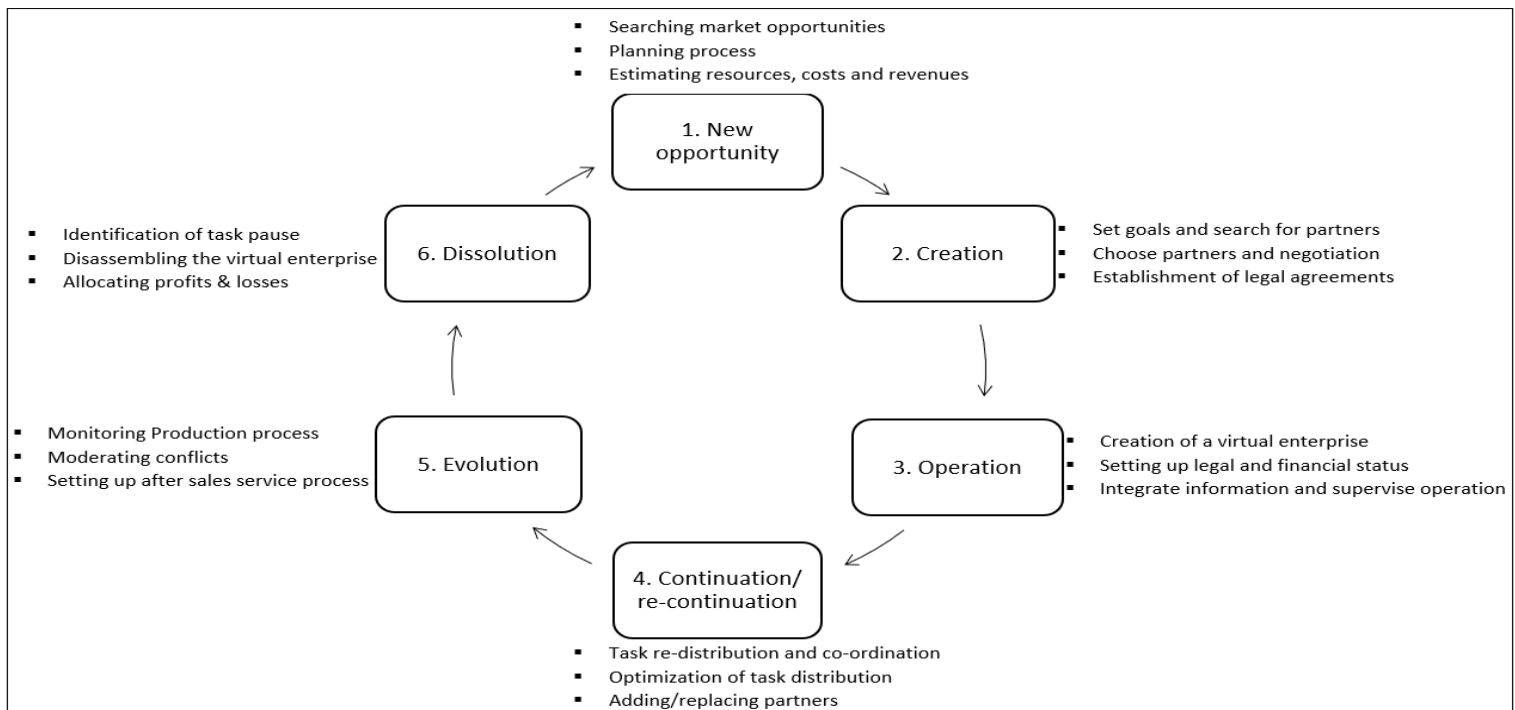 ▪ Searching market opportunities
▪ Planning process
▪ Estimating resources, costs and revenues
1. New
opportunity
2. Creation
▪ Set goals and search for partners
▪ Choose partners and negotiation
▪ Establishment of legal agreements
3. Operation
▪ Creation of a virtual enterprise
▪ Setting up legal and financial status
▪ Integrate information and supervise operation
4. Continuation/
re-continuation
▪ Task re-distribution and co-ordination
▪ Optimization of task distribution
▪ Adding/replacing partners
5. Evolution
▪ Monitoring Production process
▪ Moderating conflicts
▪ Setting up after sales service process
6. Dissolution
▪ Identification of task pause
▪ Disassembling the virtual enterprise
▪ Allocating profits & losses